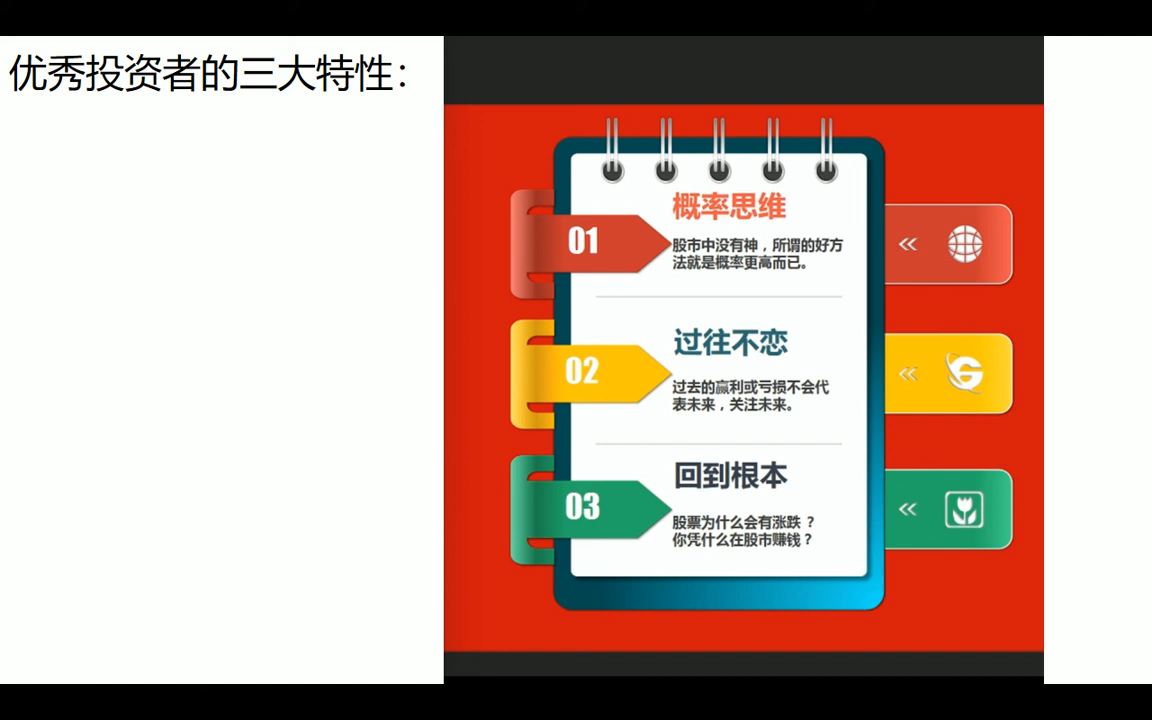 优秀投资者的三大特性：
01
概率思维
股市中没有神，所谓的好方
法就是概率更高而已。
02
过往不恋
过去的赢利或亏损不会代
表未来，关注未来。
03
回到根本
股票为什么会有涨跌？
你凭什么在股市赚钱？